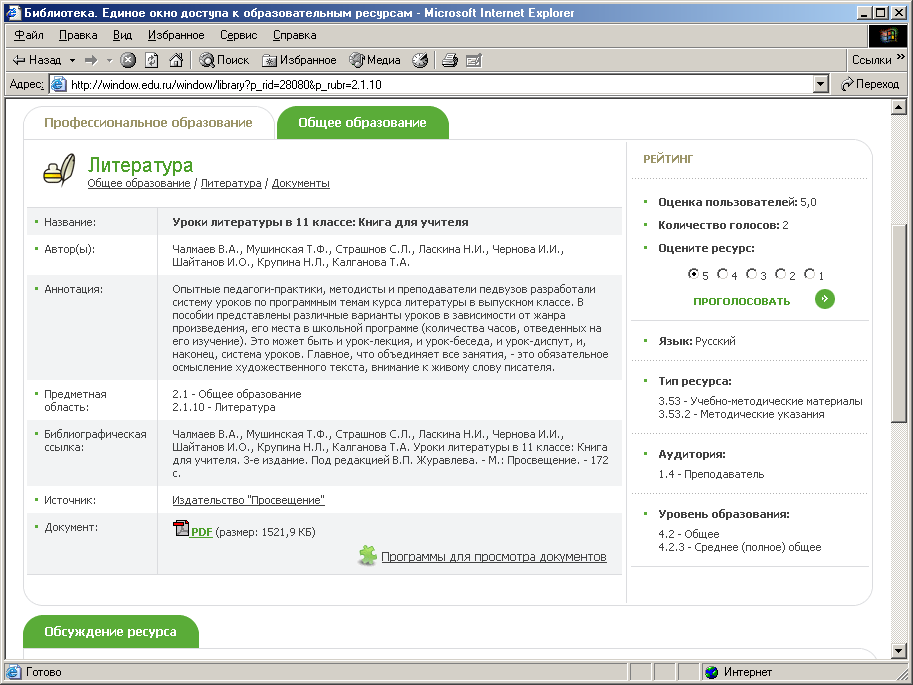 Библиотека. Единое окно доступа к образовательным ресурсам - Microsoft Internet Explorer
Файл Правка Вид Избранное Сервис Справка
Назад Поиск Избранное Медиа Ссылки »
Адрес: http://window.edu.ru/window/library?p_rid=28080&p_rubr=2.1.10 Переход
Профессиональное образование Общее образование
Литература
Общее образование / Литература / Документы
Название: Уроки литературы в 11 классе: Книга для учителя
Автор(ы): Чалмаев В.А., Мушинская Т.Ф., Страшнов С.Л., Ласкина Н.И., Чернова И.И.,
Шайтанов И.О., Крупина Н.Л., Калганова Т.А.
Аннотация: Опытные педагоги-практики, методисты и преподаватели педвузов разработали
систему уроков по программным темам курса литературы в выпускном классе. В
пособии представлены различные варианты уроков в зависимости от жанра
произведения, его места в школьной программе (количества часов, отведенных на
его изучение). Это может быть и урок-лекция, и урок-беседа, и урок-диспут, и,
наконец, система уроков. Главное, что объединяет все занятия, - это обязательное
осмысление художественного текста, внимание к живому слову писателя.
Предметная 2.1 - Общее образование
область: 2.1.10 - Литература
Библиографическая Чалмаев В.А., Мушинская Т.Ф., Страшнов С.Л., Ласкина Н.И., Чернова И.И.,
ссылка: Шайтанов И.О., Крупина Н.Л., Калганова Т.А. Уроки литературы в 11 классе: Книга
для учителя. 3-е издание. Под редакцией В.П. Журавлева. - М.: Просвещение. - 172
с.
Источник: Издательство "Просвещение"
Документ: PDF (размер: 1521,9 КБ)
Программы для просмотра документов
РЕЙТИНГ
Оценка пользователей: 5,0
Количество голосов: 2
Оцените ресурс:
5 4 3 2 1
ПРОГОЛОСОВАТЬ
Язык: Русский
Тип ресурса:
3.53 - Учебно-методические материалы
3.53.2 - Методические указания
Аудитория:
1.4 - Преподаватель
Уровень образования:
4.2 - Общее
4.2.3 - Среднее (полное) общее
Обсуждение ресурса
Готово Интернет